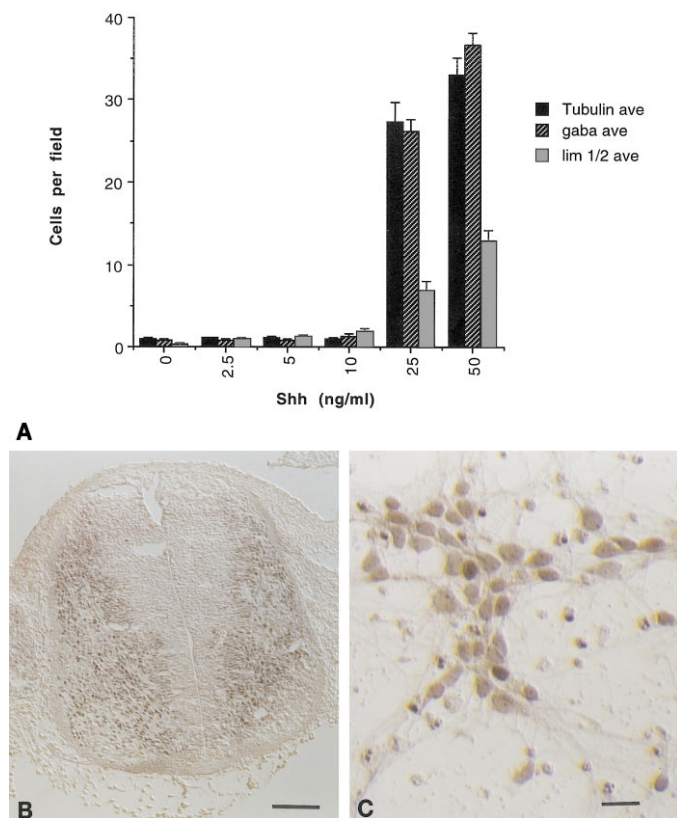 40
30
20
10
0
Cells per field
0
2.5
5
10
25
50
Shh (ng/ml)
Tubulin ave
gaba ave
lim 1/2 ave
A
B
C